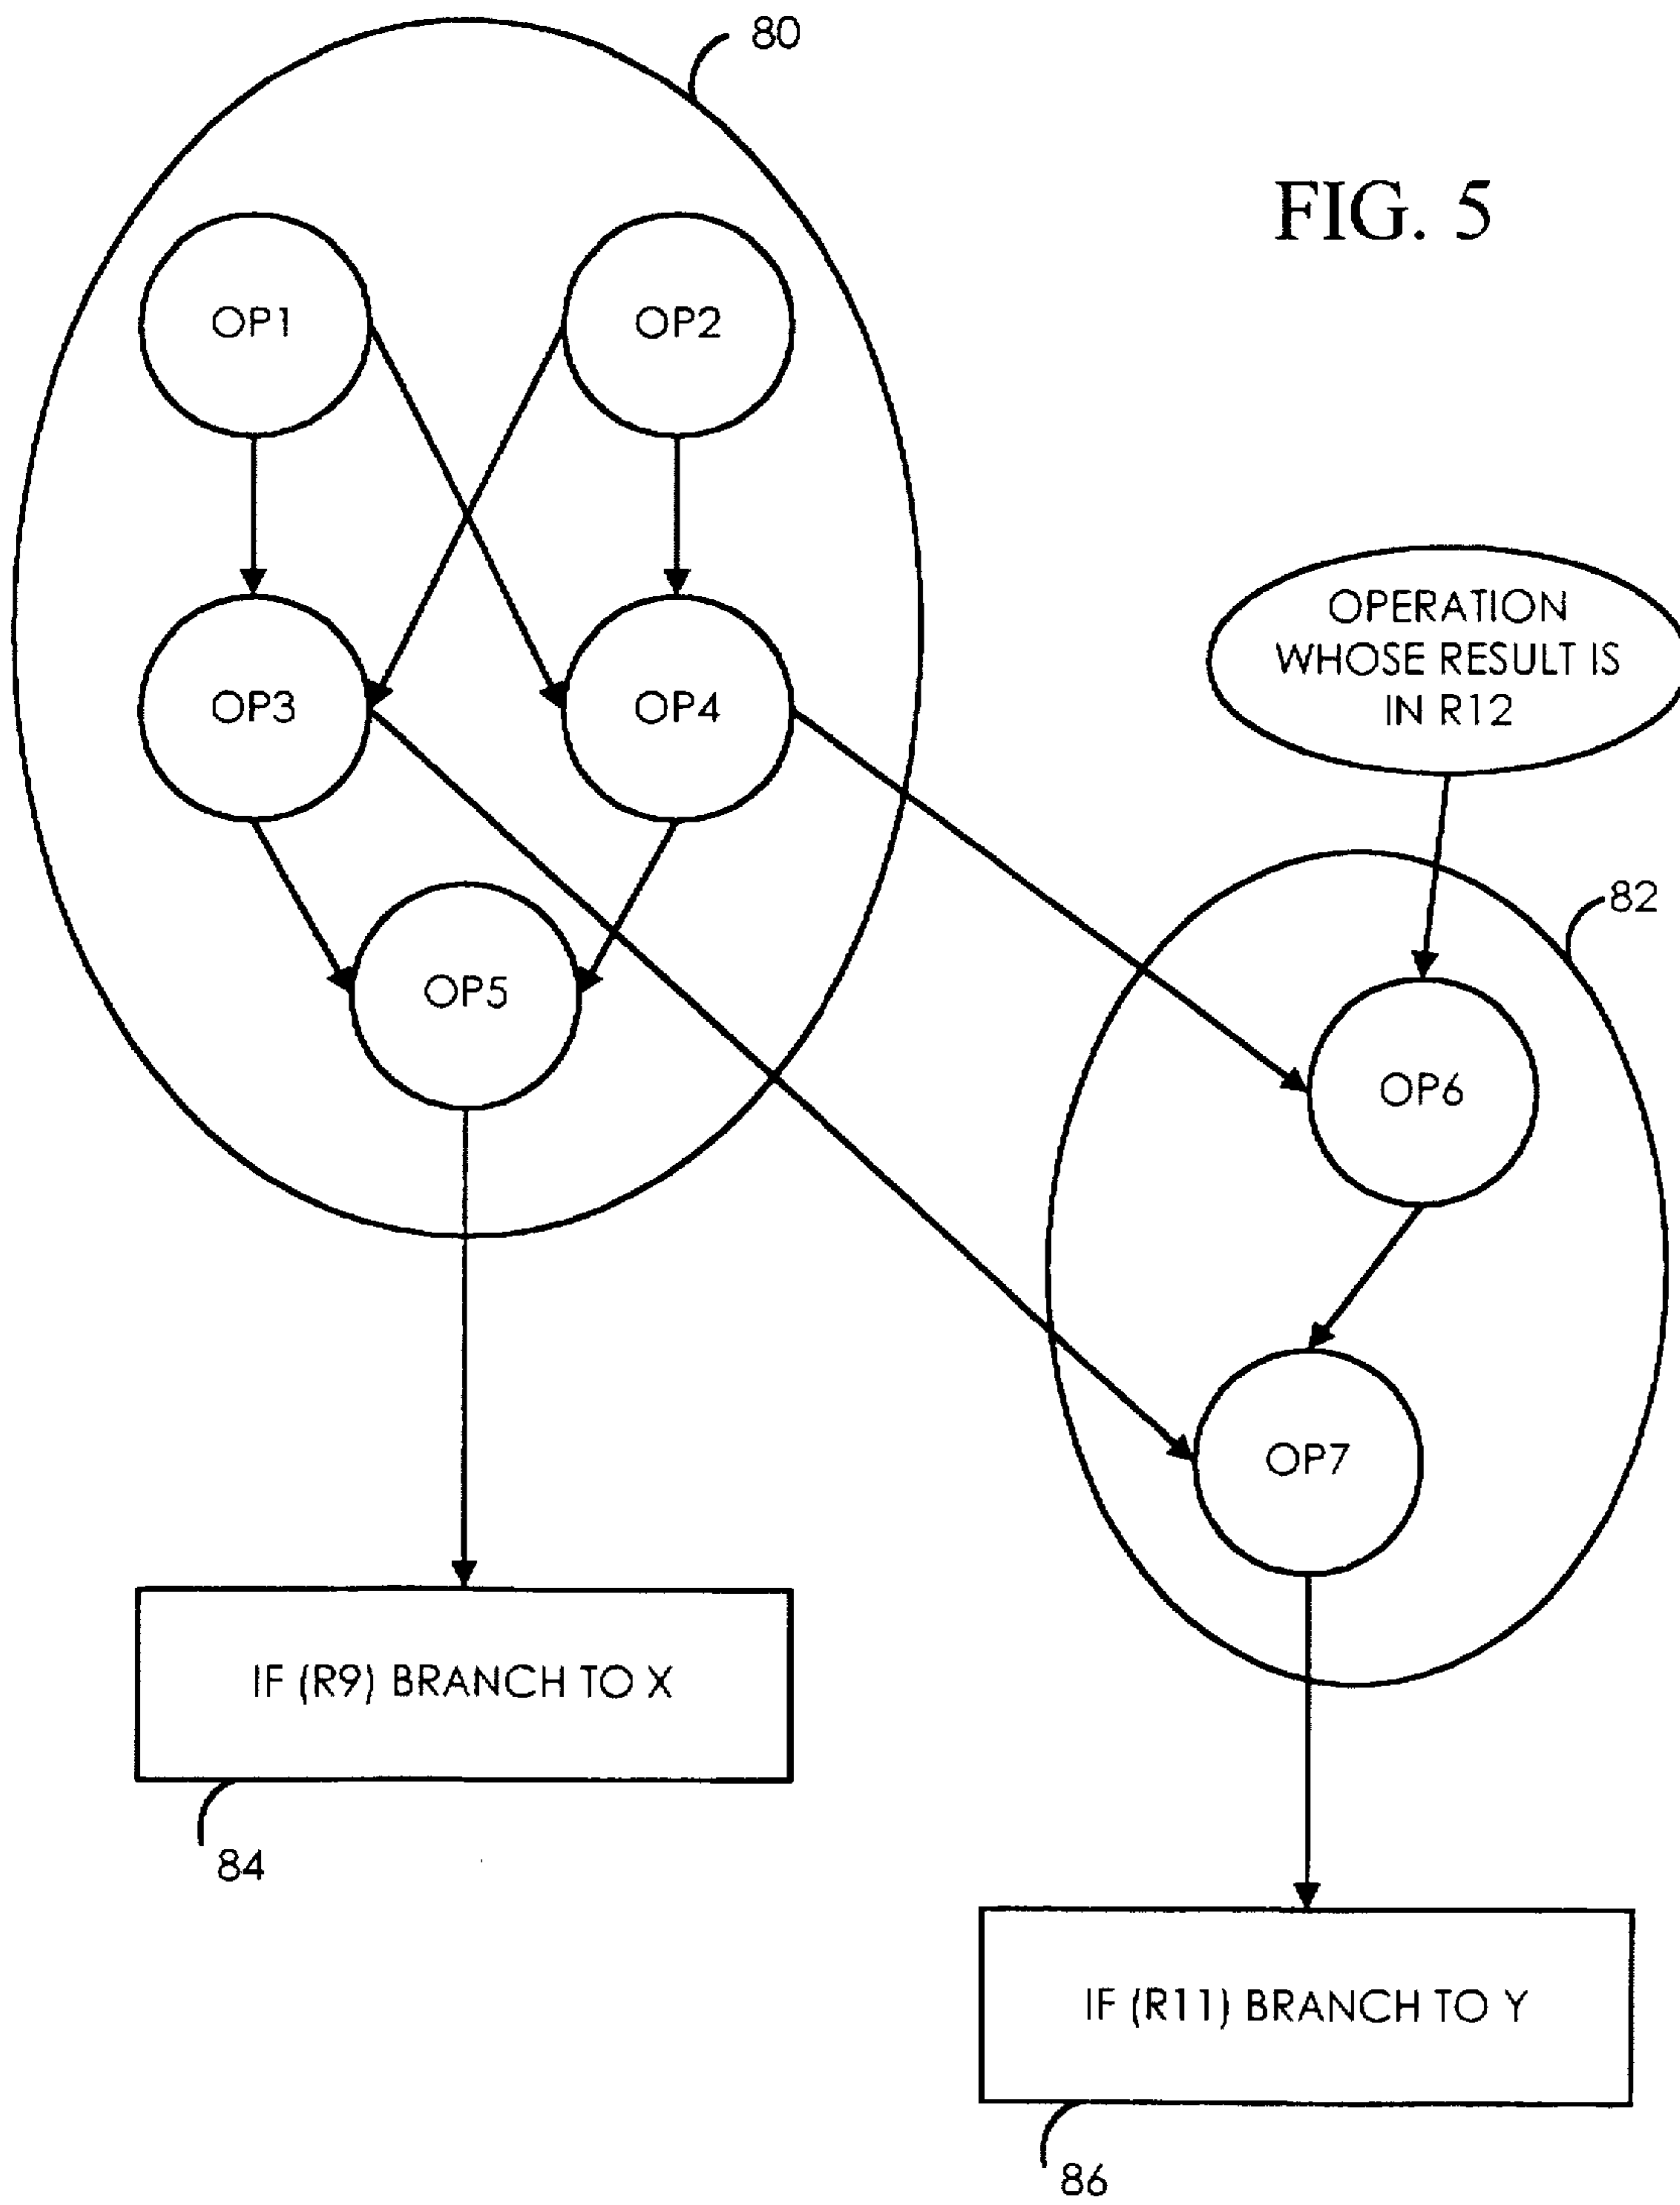 80
FIG. 5
OP1
OP2
OPERATION
WHOSE RESULT IS
IN R12
OP3
OP4
82
OP5
OP6
OP7
IF (R9) BRANCH TO X
84
IF (R11) BRANCH TO Y
86